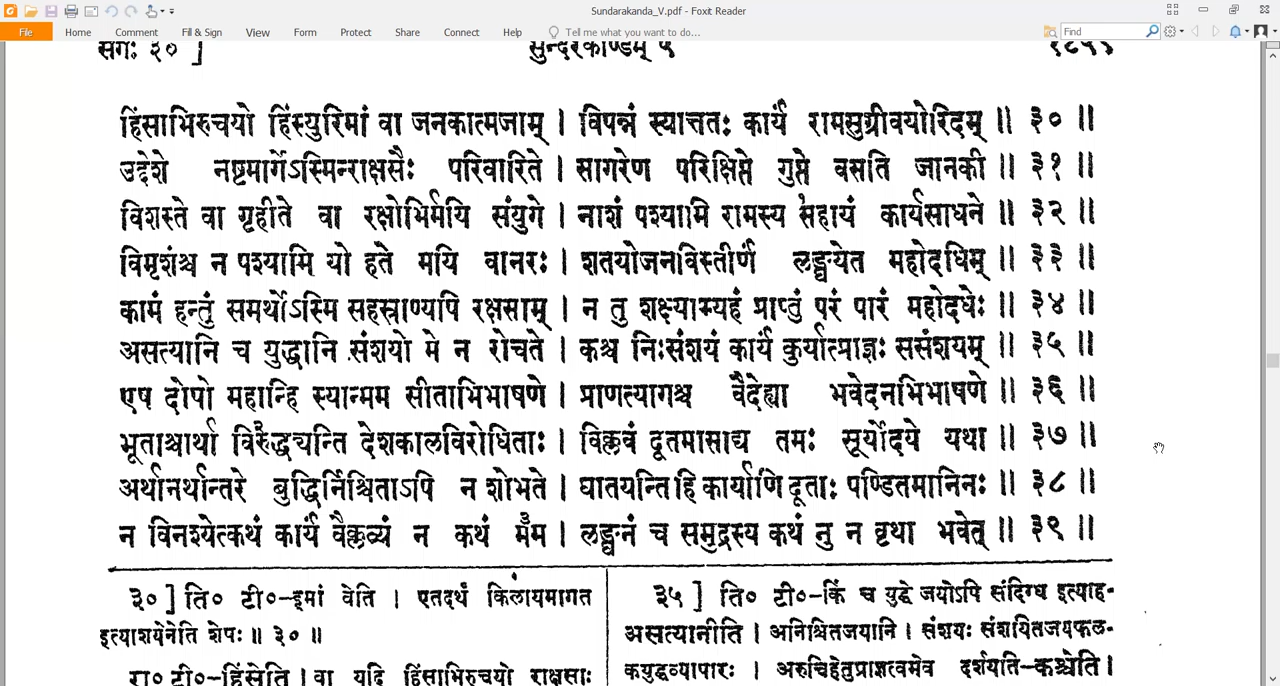 Sundarakanda_V.pdf - Foxit Reader
File Home Comment Fill & Sign View Form Protect Share Connect Help Tell me what you want to do... Find
सर्गः ३० ] सुन्दरकाण्डम् ५ १८५९
हिंसाभिरुचयो हिंस्युरिमां वा जनकात्मजाम् । विपन्नं स्यात्ततः कार्यं रामसुग्रीवयोरिदम् ॥ ३० ॥
उद्देशे नष्टमार्गेऽस्मिन्राक्षसैः परिवारिते । सागरेण परिक्षिप्ते गुप्ते वसति जानकी ॥ ३१ ॥
विशस्ते वा गृहीते वा रक्षोभिर्मयि संयुगे । नाशं पश्यामि रामस्य सहायं कार्यसाधने ॥ ३२ ॥
विमृशंश्च न पश्यामि यो हते मयि वानरः । शतयोजनविस्तीर्णं लङ्घयेत महोदधिम् ॥ ३३ ॥
कामं हन्तुं समर्थोऽस्मि सहस्राण्यपि रक्षसाम् । न तु शक्ष्याम्यहं प्राप्तुं परं पारं महोदधेः ॥ ३४ ॥
असत्यानि च युद्धानि संशयो मे न रोचते । कश्च निःसंशयं कार्यं कुर्यात्प्राज्ञः ससंशयम् ॥ ३५ ॥
एष दोषो महान्हि स्यान्मम सीताभिभाषणे । प्राणत्यागश्च वैदेह्या भवेदनभिभाषणे ॥ ३६ ॥
भूताश्चार्था विरुद्ध्यन्ति देशकालविरोधिताः । विक्लवं दूतमासाद्य तमः सूर्योदये यथा ॥ ३७ ॥
अर्थानर्थान्तरे बुद्धिर्निश्चिताऽपि न शोभते । घातयन्ति हि कार्याणि दूताः पण्डितमानिनः ॥ ३८ ॥
न विनश्येत्कथं कार्यं वैक्लव्यं न कथं मम । लङ्घनं च समुद्रस्य कथं नु न वृथा भवेत् ॥ ३९ ॥
३०] ति० टी०-इमां वेति । एतदर्थं किलायमागत
इत्याशयेनेति शेषः ॥ ३० ॥
रा० टी०-हिंसेति । वा यदि हिंसाभिरुचयो राक्षसाः
३५ ] ति० टी०-किं च युद्धे जयोऽपि संदिग्ध इत्याह-
असत्यानीति । अनिश्चितजयानि । संशयः संशयितजयफल-
कयुद्धव्यापारः । अरुचिहेतुप्राज्ञत्वमेव दर्शयति-कश्चेति ।